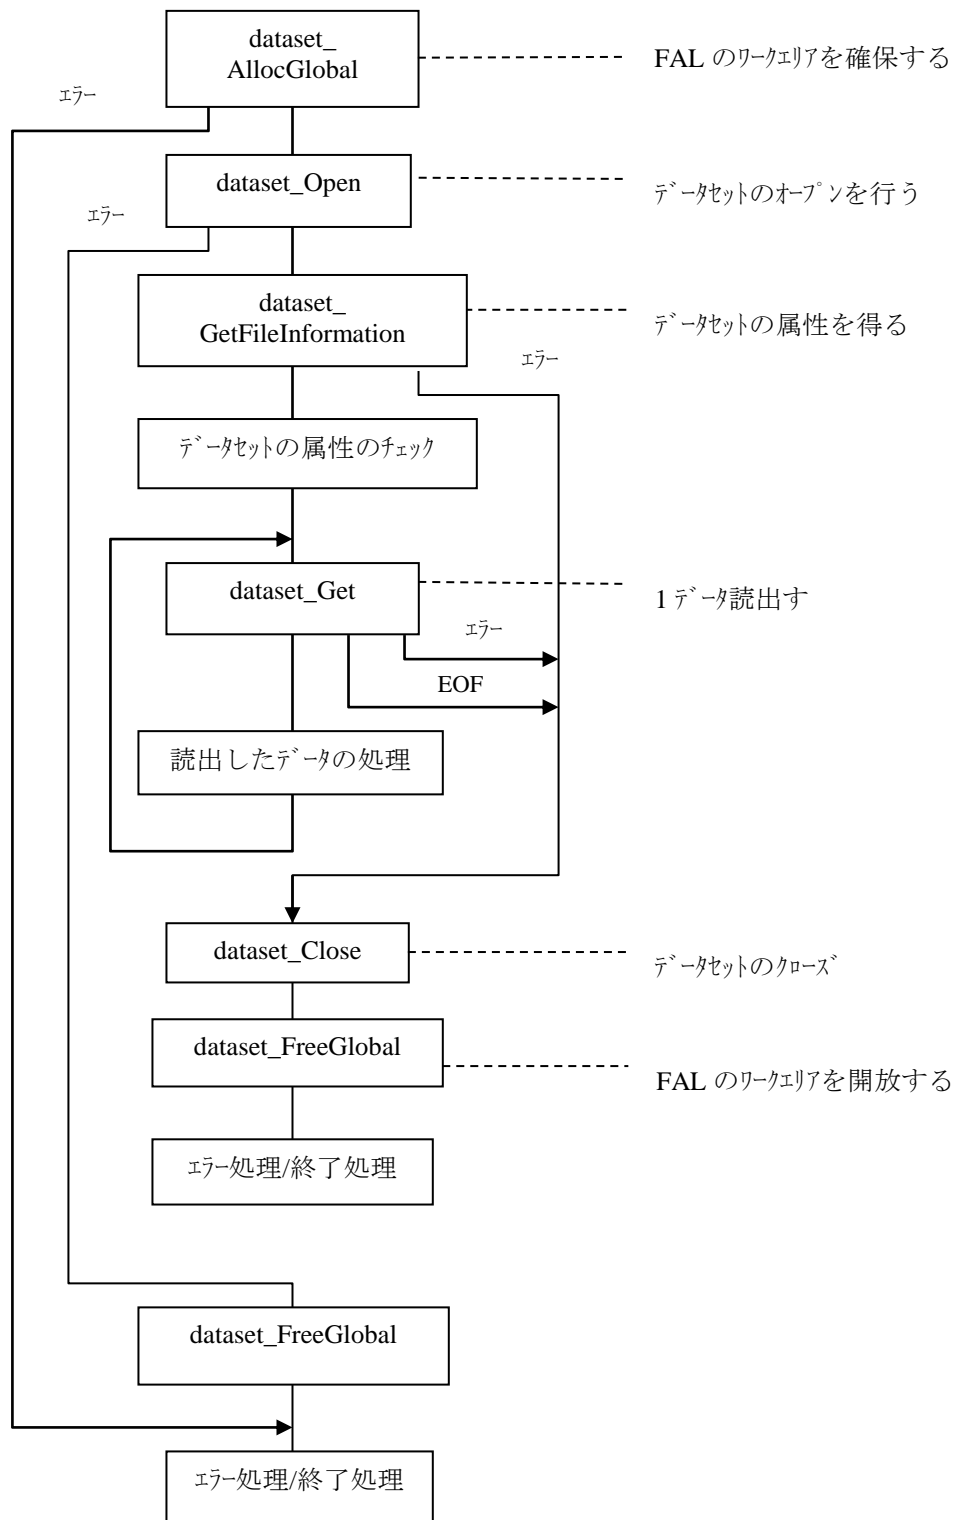 dataset_
AllocGlobal
FAL のﾜｰｸｴﾘｱを確保する
ｴﾗｰ
dataset_Open
ﾃﾞｰﾀｾｯﾄのｵｰﾌﾟﾝを行う
ｴﾗｰ
dataset_
GetFileInformation
ﾃﾞｰﾀｾｯﾄの属性を得る
ｴﾗｰ
ﾃﾞｰﾀｾｯﾄの属性のﾁｪｯｸ
dataset_Get
1 ﾃﾞｰﾀ読出す
ｴﾗｰ
EOF
読出したﾃﾞｰﾀの処理
dataset_Close
ﾃﾞｰﾀｾｯﾄのｸﾛｰｽﾞ
dataset_FreeGlobal
FAL のﾜｰｸｴﾘｱを開放する
ｴﾗｰ処理/終了処理
dataset_FreeGlobal
ｴﾗｰ処理/終了処理